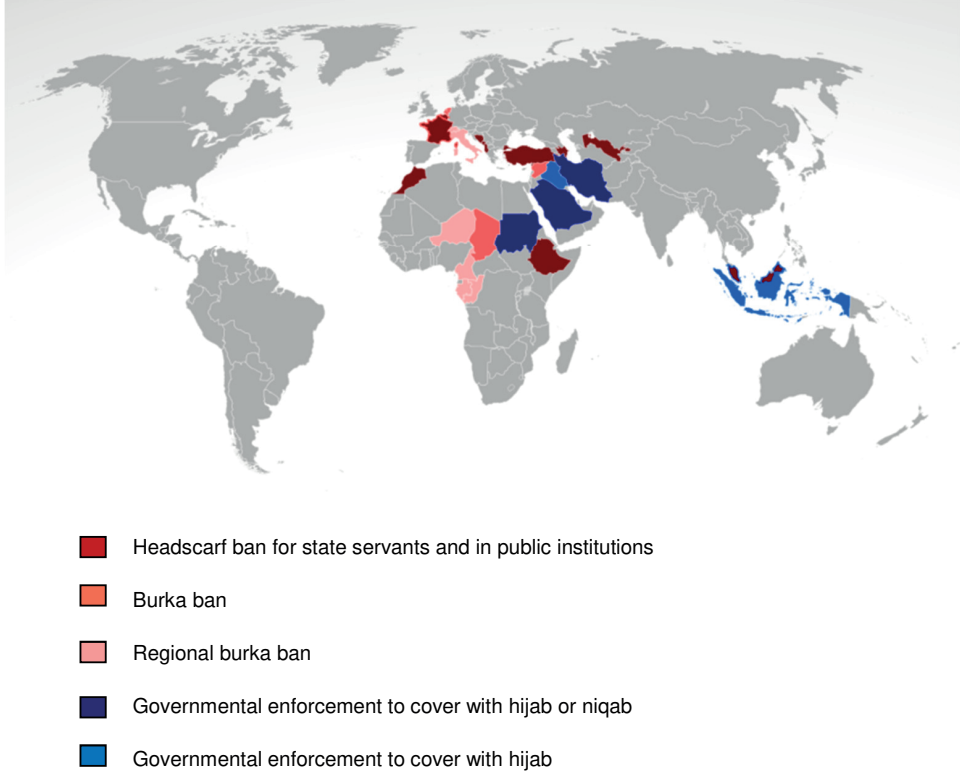 Headscarf ban for state servants and in public institutions
Burka ban
Regional burka ban
Governmental enforcement to cover with hijab or niqab
Governmental enforcement to cover with hijab